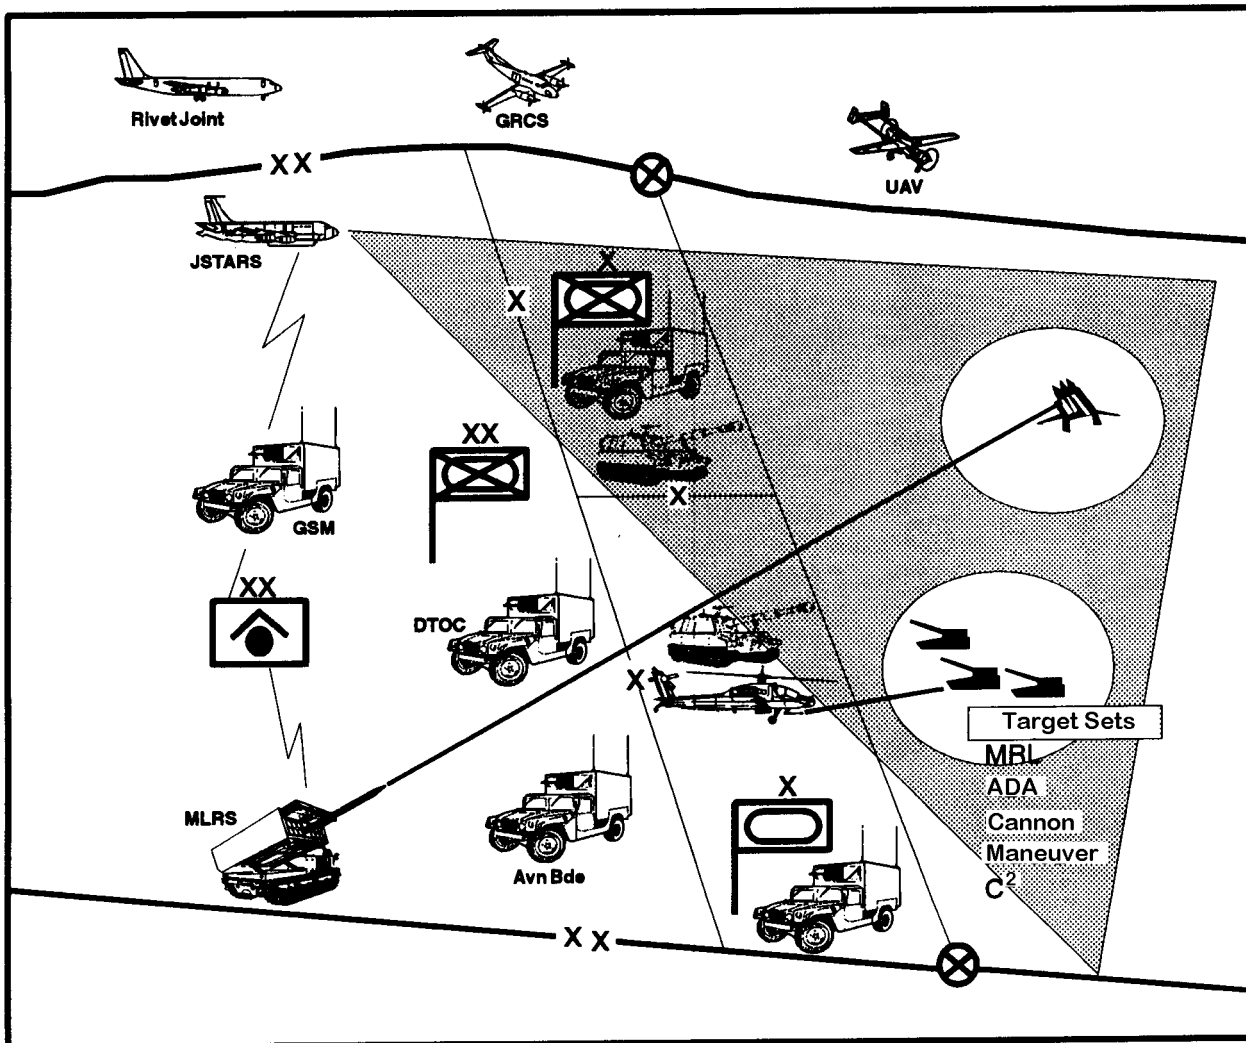 Rivet Joint
GRCS
UAV
XX
JSTARS
X
X
XX
X
GSM
XX
DTOC
X
Target Sets
MRL
ADA
Cannon
Maneuver
C²
MLRS
X
Avn Bde
X X